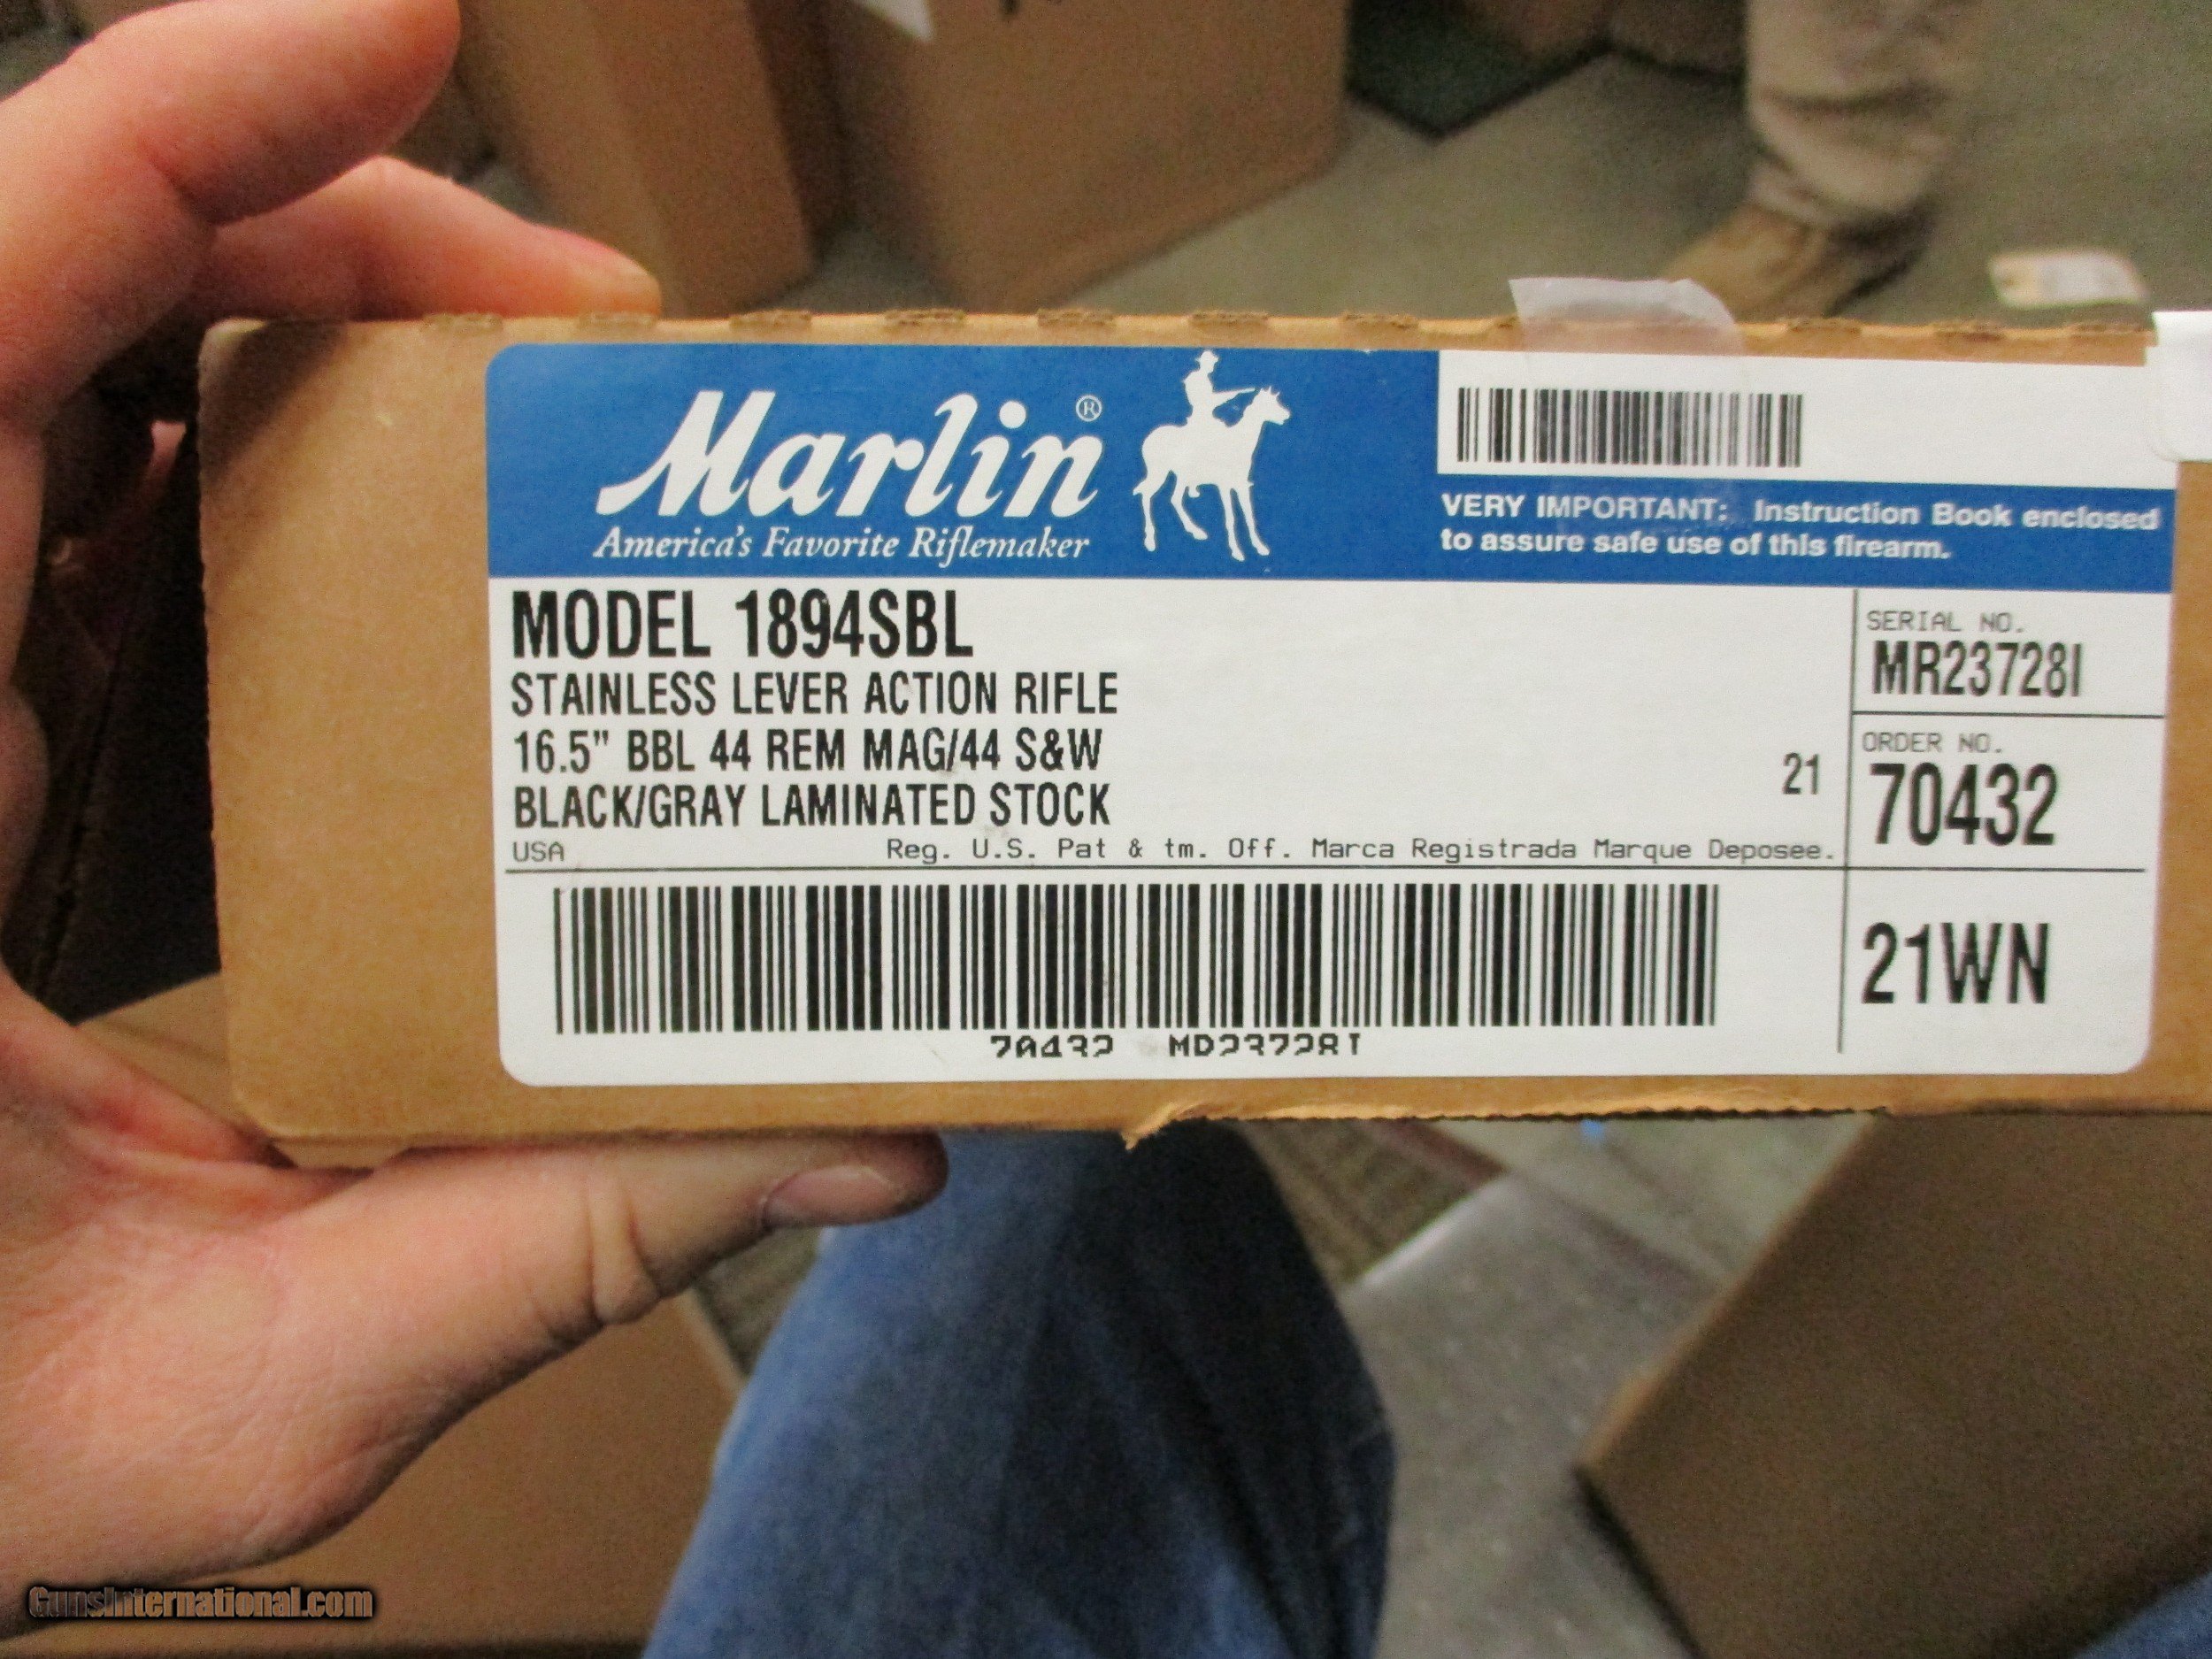 Marlin®
America's Favorite Riflemaker
VERY IMPORTANT: Instruction Book enclosed
to assure safe use of this firearm.
MODEL 1894SBL
STAINLESS LEVER ACTION RIFLE
16.5" BBL 44 REM MAG/44 S&W
BLACK/GRAY LAMINATED STOCK
21
USA
Reg. U.S. Pat & tm. Off. Marca Registrada Marque Deposee.
SERIAL NO.
MR23728I
ORDER NO.
70432
21WN
70432 MR23728I
GunsInternational.com